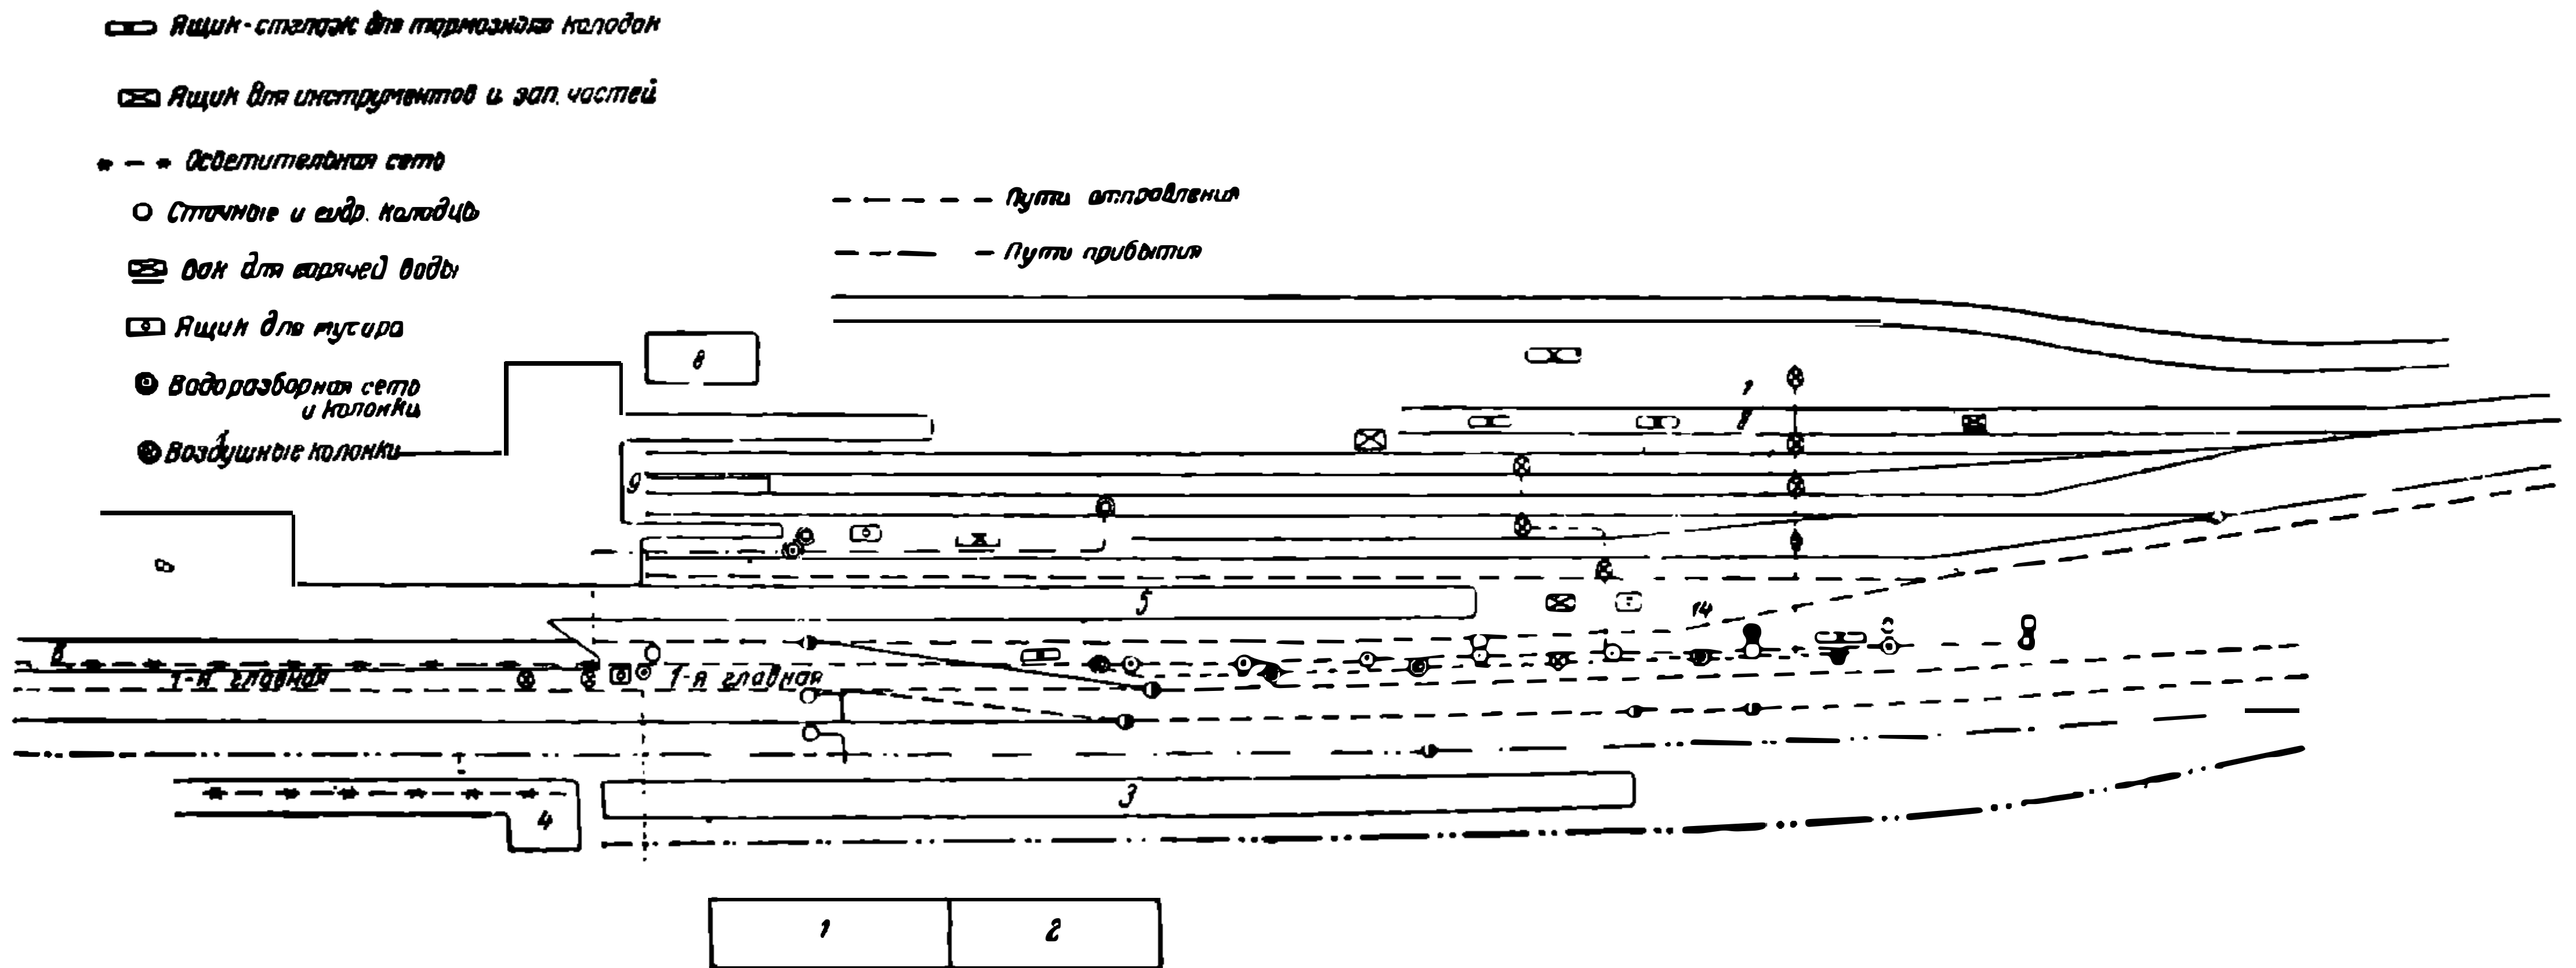 Ящик-стелаж для тормозных колодок
Ящик для инструментов и зап. частей
Осветительная сеть
Сточные и гидр. колодцы
Пути отправления
Бак для горячей воды
Пути прибытия
Ящик для мусора
Водоразборная сеть
и колонки
Воздушные колонки
8
9
5
14
1-я главная
1-я главная
3
4
1
2